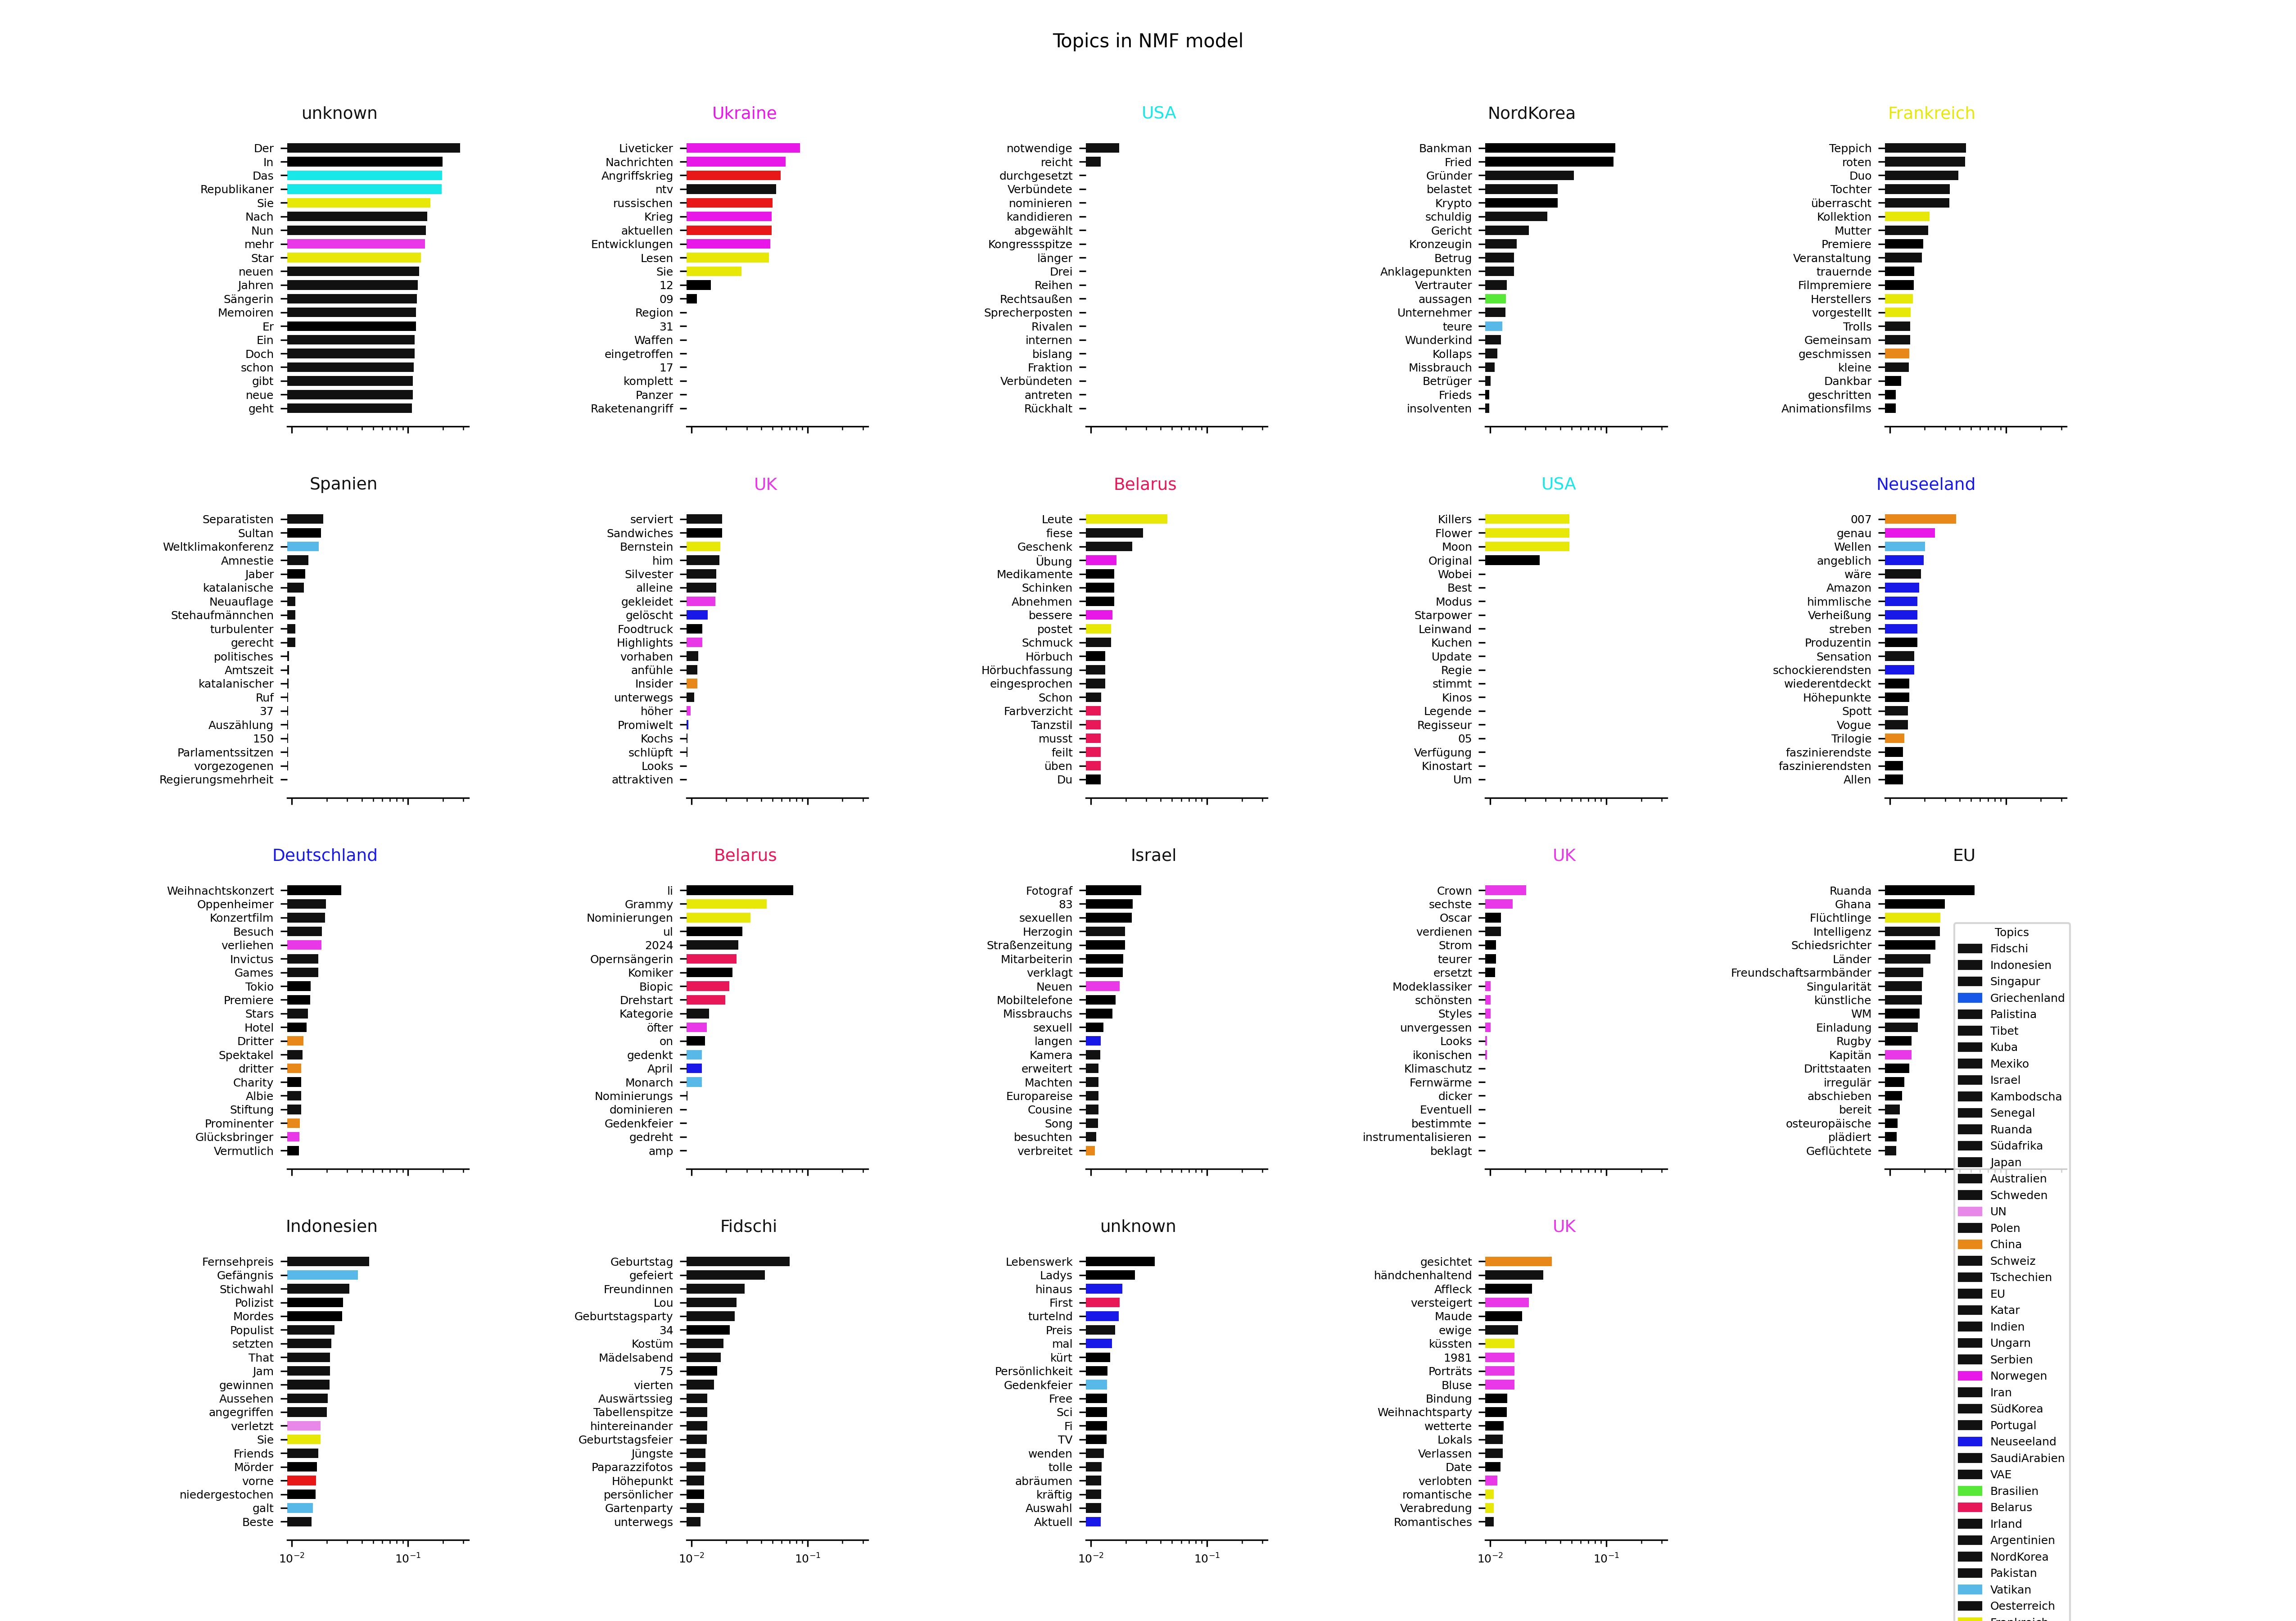 Topics in NMF model
unknown
Der
In
Das
Republikaner
Sie
Nach
Nun
mehr
Star
neuen
Jahren
Sängerin
Memoiren
Er
Ein
Doch
schon
gibt
neue
geht
Ukraine
Liveticker
Nachrichten
Angriffskrieg
ntv
russischen
Krieg
aktuellen
Entwicklungen
Lesen
Sie
12
09
Region
31
Waffen
eingetroffen
17
komplett
Panzer
Raketenangriff
USA
notwendige
reicht
durchgesetzt
Verbündete
nominieren
kandidieren
abgewählt
Kongressspitze
länger
Drei
Reihen
Rechtsaußen
Sprecherposten
Rivalen
internen
bislang
Fraktion
Verbündeten
antreten
Rückhalt
NordKorea
Bankman
Fried
Gründer
belastet
Krypto
schuldig
Gericht
Kronzeugin
Betrug
Anklagepunkten
Vertrauter
aussagen
Unternehmer
teure
Wunderkind
Kollaps
Missbrauch
Betrüger
Frieds
insolventen
Frankreich
Teppich
roten
Duo
Tochter
überrascht
Kollektion
Mutter
Premiere
Veranstaltung
trauernde
Filmpremiere
Herstellers
vorgestellt
Trolls
Gemeinsam
geschmissen
kleine
Dankbar
geschritten
Animationsfilms
Spanien
Separatisten
Sultan
Weltklimakonferenz
Amnestie
Jaber
katalanische
Neuauflage
Stehaufmännchen
turbulenter
gerecht
politisches
Amtszeit
katalanischer
Ruf
37
Auszählung
150
Parlamentssitzen
vorgezogenen
Regierungsmehrheit
UK
serviert
Sandwiches
Bernstein
him
Silvester
alleine
gekleidet
gelöscht
Foodtruck
Highlights
vorhaben
anfühle
Insider
unterwegs
höher
Promiwelt
Kochs
schlüpft
Looks
attraktiven
Belarus
Leute
fiese
Geschenk
Übung
Medikamente
Schinken
Abnehmen
bessere
postet
Schmuck
Hörbuch
Hörbuchfassung
eingesprochen
Schon
Farbverzicht
Tanzstil
musst
feilt
üben
Du
USA
Killers
Flower
Moon
Original
Wobei
Best
Modus
Starpower
Leinwand
Kuchen
Update
Regie
stimmt
Kinos
Legende
Regisseur
05
Verfügung
Kinostart
Um
Neuseeland
007
genau
Wellen
angeblich
wäre
Amazon
himmlische
Verheißung
streben
Produzentin
Sensation
schockierendsten
wiederentdeckt
Höhepunkte
Spott
Vogue
Trilogie
faszinierendste
faszinierendsten
Allen
Deutschland
Weihnachtskonzert
Oppenheimer
Konzertfilm
Besuch
verliehen
Invictus
Games
Tokio
Premiere
Stars
Hotel
Dritter
Spektakel
dritter
Charity
Albie
Stiftung
Prominenter
Glücksbringer
Vermutlich
Belarus
li
Grammy
Nominierungen
ul
2024
Opernsängerin
Komiker
Biopic
Drehstart
Kategorie
öfter
on
gedenkt
April
Monarch
Nominierungs
dominieren
Gedenkfeier
gedreht
amp
Israel
Fotograf
83
sexuellen
Herzogin
Straßenzeitung
Mitarbeiterin
verklagt
Neuen
Mobiltelefone
Missbrauchs
sexuell
langen
Kamera
erweitert
Machten
Europareise
Cousine
Song
besuchten
verbreitet
UK
Crown
sechste
Oscar
verdienen
Strom
teurer
ersetzt
Modeklassiker
schönsten
Styles
unvergessen
Looks
ikonischen
Klimaschutz
Fernwärme
dicker
Eventuell
bestimmte
instrumentalisieren
beklagt
EU
Ruanda
Ghana
Flüchtlinge
Intelligenz
Schiedsrichter
Länder
Freundschaftsarmbänder
Singularität
künstliche
WM
Einladung
Rugby
Kapitän
Drittstaaten
irregulär
abschieben
bereit
osteuropäische
plädiert
Geflüchtete
Indonesien
Fernsehpreis
Gefängnis
Stichwahl
Polizist
Mordes
Populist
setzten
That
Jam
gewinnen
Aussehen
angegriffen
verletzt
Sie
Friends
Mörder
vorne
niedergestochen
galt
Beste
10⁻² 10⁻¹
Fidschi
Geburtstag
gefeiert
Freundinnen
Lou
Geburtstagsparty
34
Kostüm
Mädelsabend
75
vierten
Auswärtssieg
Tabellenspitze
hintereinander
Geburtstagsfeier
Jüngste
Paparazzifotos
Höhepunkt
persönlicher
Gartenparty
unterwegs
10⁻² 10⁻¹
unknown
Lebenswerk
Ladys
hinaus
First
turtelnd
Preis
mal
kürt
Persönlichkeit
Gedenkfeier
Free
Sci
Fi
TV
wenden
tolle
abräumen
kräftig
Auswahl
Aktuell
10⁻² 10⁻¹
UK
gesichtet
händchenhaltend
Affleck
versteigert
Maude
ewige
küssten
1981
Porträts
Bluse
Bindung
Weihnachtsparty
wetterte
Lokals
Verlassen
Date
verlobten
romantische
Verabredung
Romantisches
10⁻² 10⁻¹
Topics
Fidschi
Indonesien
Singapur
Griechenland
Palistina
Tibet
Kuba
Mexiko
Israel
Kambodscha
Senegal
Ruanda
Südafrika
Japan
Australien
Schweden
UN
Polen
China
Schweiz
Tschechien
EU
Katar
Indien
Ungarn
Serbien
Norwegen
Iran
SüdKorea
Portugal
Neuseeland
SaudiArabien
VAE
Brasilien
Belarus
Irland
Argentinien
NordKorea
Pakistan
Vatikan
Oesterreich